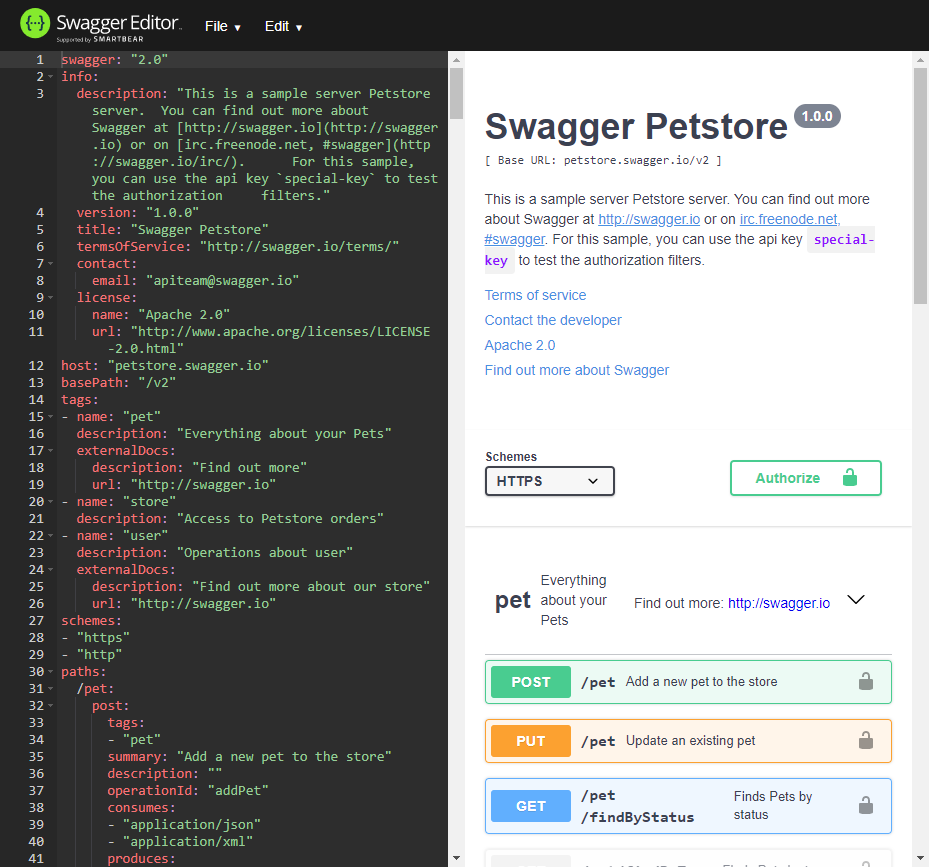 Swagger Editor
Supported by SMARTBEAR
File ▼ Edit ▼
1 swagger: "2.0"
2 info:
3 description: "This is a sample server Petstore
server.  You can find out more about
Swagger at [http://swagger.io](http://swagger
.io) or on [irc.freenode.net, #swagger](http
://swagger.io/irc/).      For this sample,
you can use the api key `special-key` to test
the authorization     filters."
4 version: "1.0.0"
5 title: "Swagger Petstore"
6 termsOfService: "http://swagger.io/terms/"
7 contact:
8 email: "apiteam@swagger.io"
9 license:
10 name: "Apache 2.0"
11 url: "http://www.apache.org/licenses/LICENSE
-2.0.html"
12 host: "petstore.swagger.io"
13 basePath: "/v2"
14 tags:
15 - name: "pet"
16 description: "Everything about your Pets"
17 externalDocs:
18 description: "Find out more"
19 url: "http://swagger.io"
20 - name: "store"
21 description: "Access to Petstore orders"
22 - name: "user"
23 description: "Operations about user"
24 externalDocs:
25 description: "Find out more about our store"
26 url: "http://swagger.io"
27 schemes:
28 - "https"
29 - "http"
30 paths:
31 /pet:
32 post:
33 tags:
34 - "pet"
35 summary: "Add a new pet to the store"
36 description: ""
37 operationId: "addPet"
38 consumes:
39 - "application/json"
40 - "application/xml"
41 produces:
Swagger Petstore 1.0.0
[ Base URL: petstore.swagger.io/v2 ]
This is a sample server Petstore server. You can find out more
about Swagger at http://swagger.io or on irc.freenode.net,
#swagger. For this sample, you can use the api key special-
key to test the authorization filters.
Terms of service
Contact the developer
Apache 2.0
Find out more about Swagger
Schemes
HTTPS
Authorize
pet
Everything
about your
Pets
Find out more: http://swagger.io
POST /pet Add a new pet to the store
PUT /pet Update an existing pet
GET /pet
/findByStatus
Finds Pets by
status